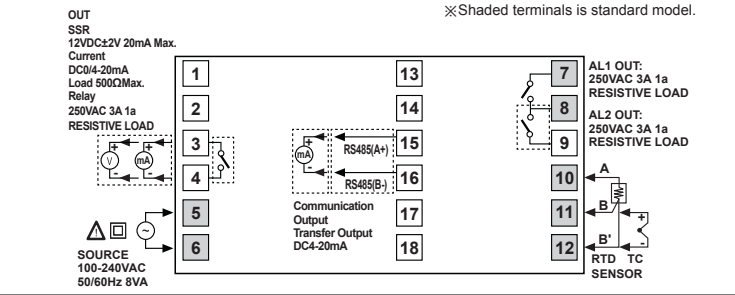 ※Shaded terminals is standard model.
OUT
SSR
12VDC±2V 20mA Max.
Current
DC0/4-20mA
Load 500ΩMax.
Relay
250VAC 3A 1a
RESISTIVE LOAD
V
+
-
mA
+
-
1
2
3
4
5
6
SOURCE
100-240VAC
50/60Hz 8VA
13
14
15
16
17
18
mA
+
-
RS485(A+)
RS485(B-)
Communication
Output
Transfer Output
DC4-20mA
7
8
9
10
11
12
AL1 OUT:
250VAC 3A 1a
RESISTIVE LOAD
AL2 OUT:
250VAC 3A 1a
RESISTIVE LOAD
A
B
B'
+
-
RTD TC
SENSOR